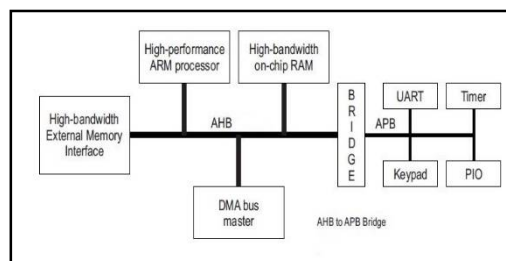 High-performance
ARM processor
High-bandwidth
on-chip RAM
High-bandwidth
External Memory
Interface
AHB
B
R
I
D
G
E
UART
Timer
APB
Keypad
PIO
DMA bus
master
AHB to APB Bridge